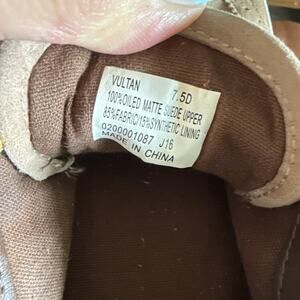 VULTAN 7.5D
100%OILED MATTE SUEDE UPPER
85%FABRIC/15%SYNTHETIC LINING
0200001087 J16
MADE IN CHINA